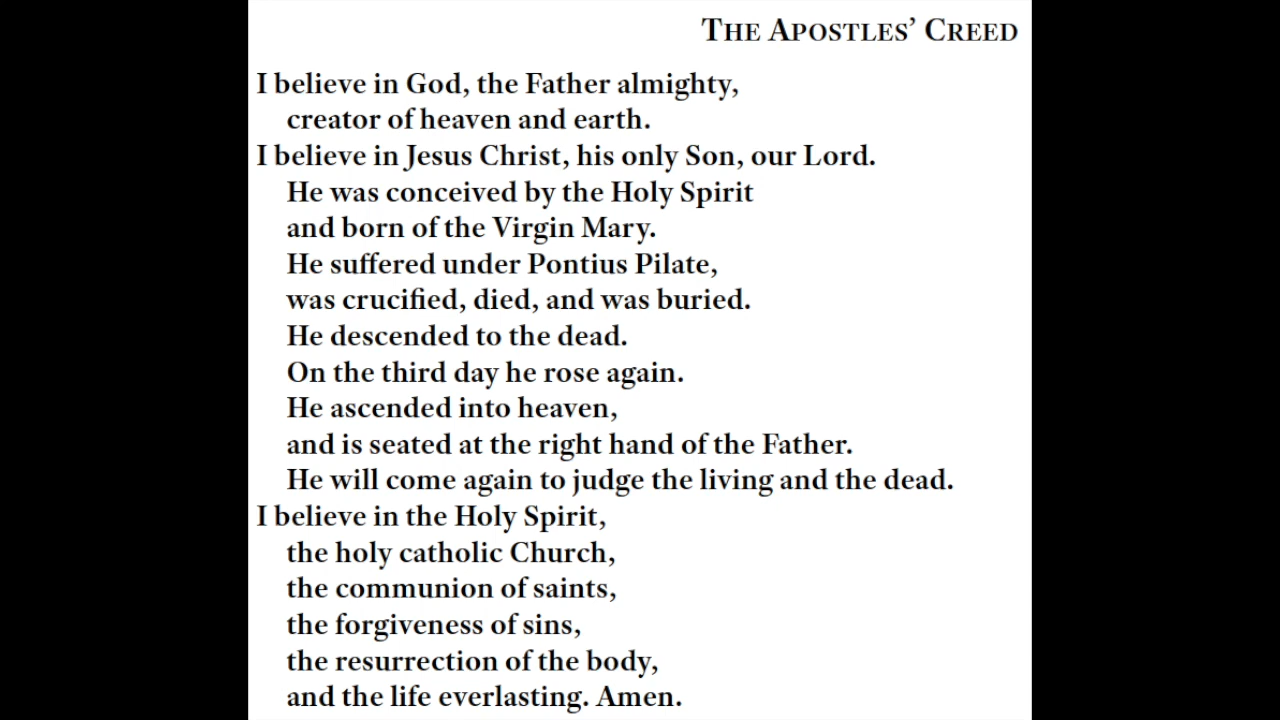 THE APOSTLES’ CREED
I believe in God, the Father almighty,
creator of heaven and earth.
I believe in Jesus Christ, his only Son, our Lord.
He was conceived by the Holy Spirit
and born of the Virgin Mary.
He suffered under Pontius Pilate,
was crucified, died, and was buried.
He descended to the dead.
On the third day he rose again.
He ascended into heaven,
and is seated at the right hand of the Father.
He will come again to judge the living and the dead.
I believe in the Holy Spirit,
the holy catholic Church,
the communion of saints,
the forgiveness of sins,
the resurrection of the body,
and the life everlasting. Amen.